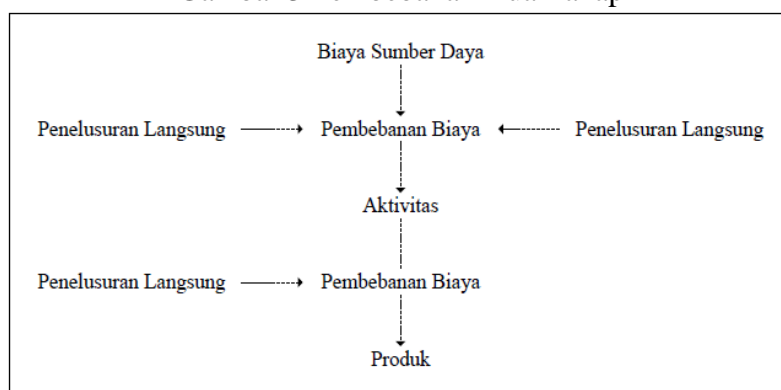 Biaya Sumber Daya
Penelusuran Langsung Pembebanan Biaya Penelusuran Langsung
Aktivitas
Penelusuran Langsung Pembebanan Biaya
Produk